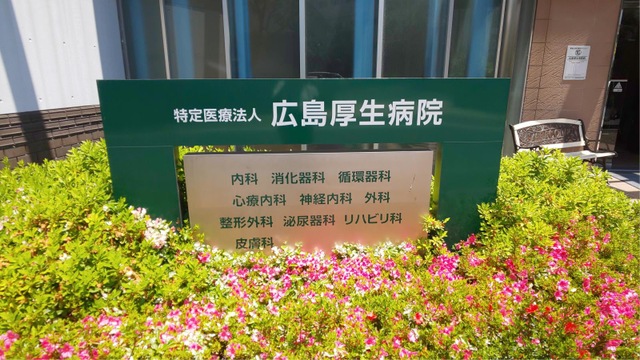 特定医療法人 広島厚生病院
内科 消化器科 循環器科
心療内科 神経内科 外科
整形外科 泌尿器科 リハビリ科
皮膚科